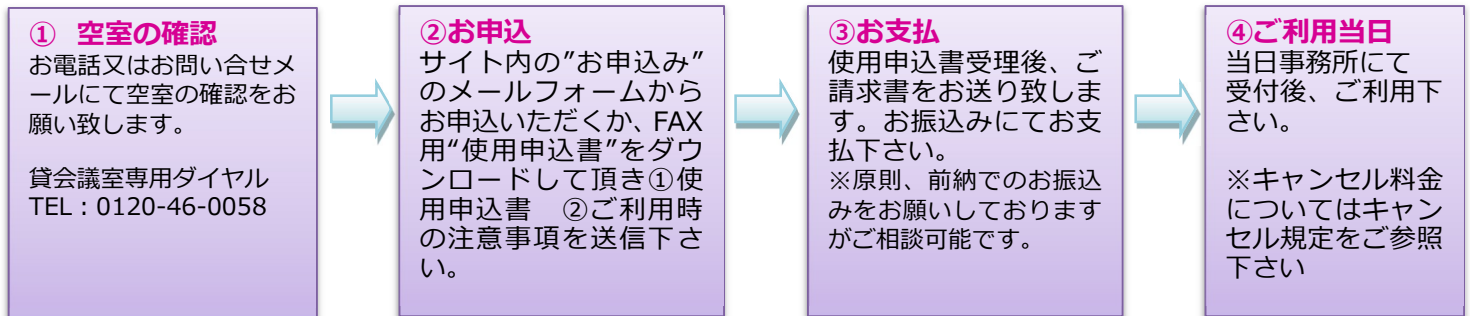 ① 空室の確認
お電話又はお問い合せメ
ールにて空室の確認をお
願い致します。
貸会議室専用ダイヤル
TEL：0120-46-0058
②お申込
サイト内の”お申込み”
のメールフォームから
お申込いただくか、FAX
用“使用申込書”をダウ
ンロードして頂き①使
用申込書　②ご利用時
の注意事項を送信下さ
い。
③お支払
使用申込書受理後、ご
請求書をお送り致しま
す。お振込みにてお支
払下さい。
※原則、前納でのお振込
みをお願いしております
がご相談可能です。
④ご利用当日
当日事務所にて
受付後、ご利用下
さい。
※キャンセル料金
についてはキャン
セル規定をご参照
下さい